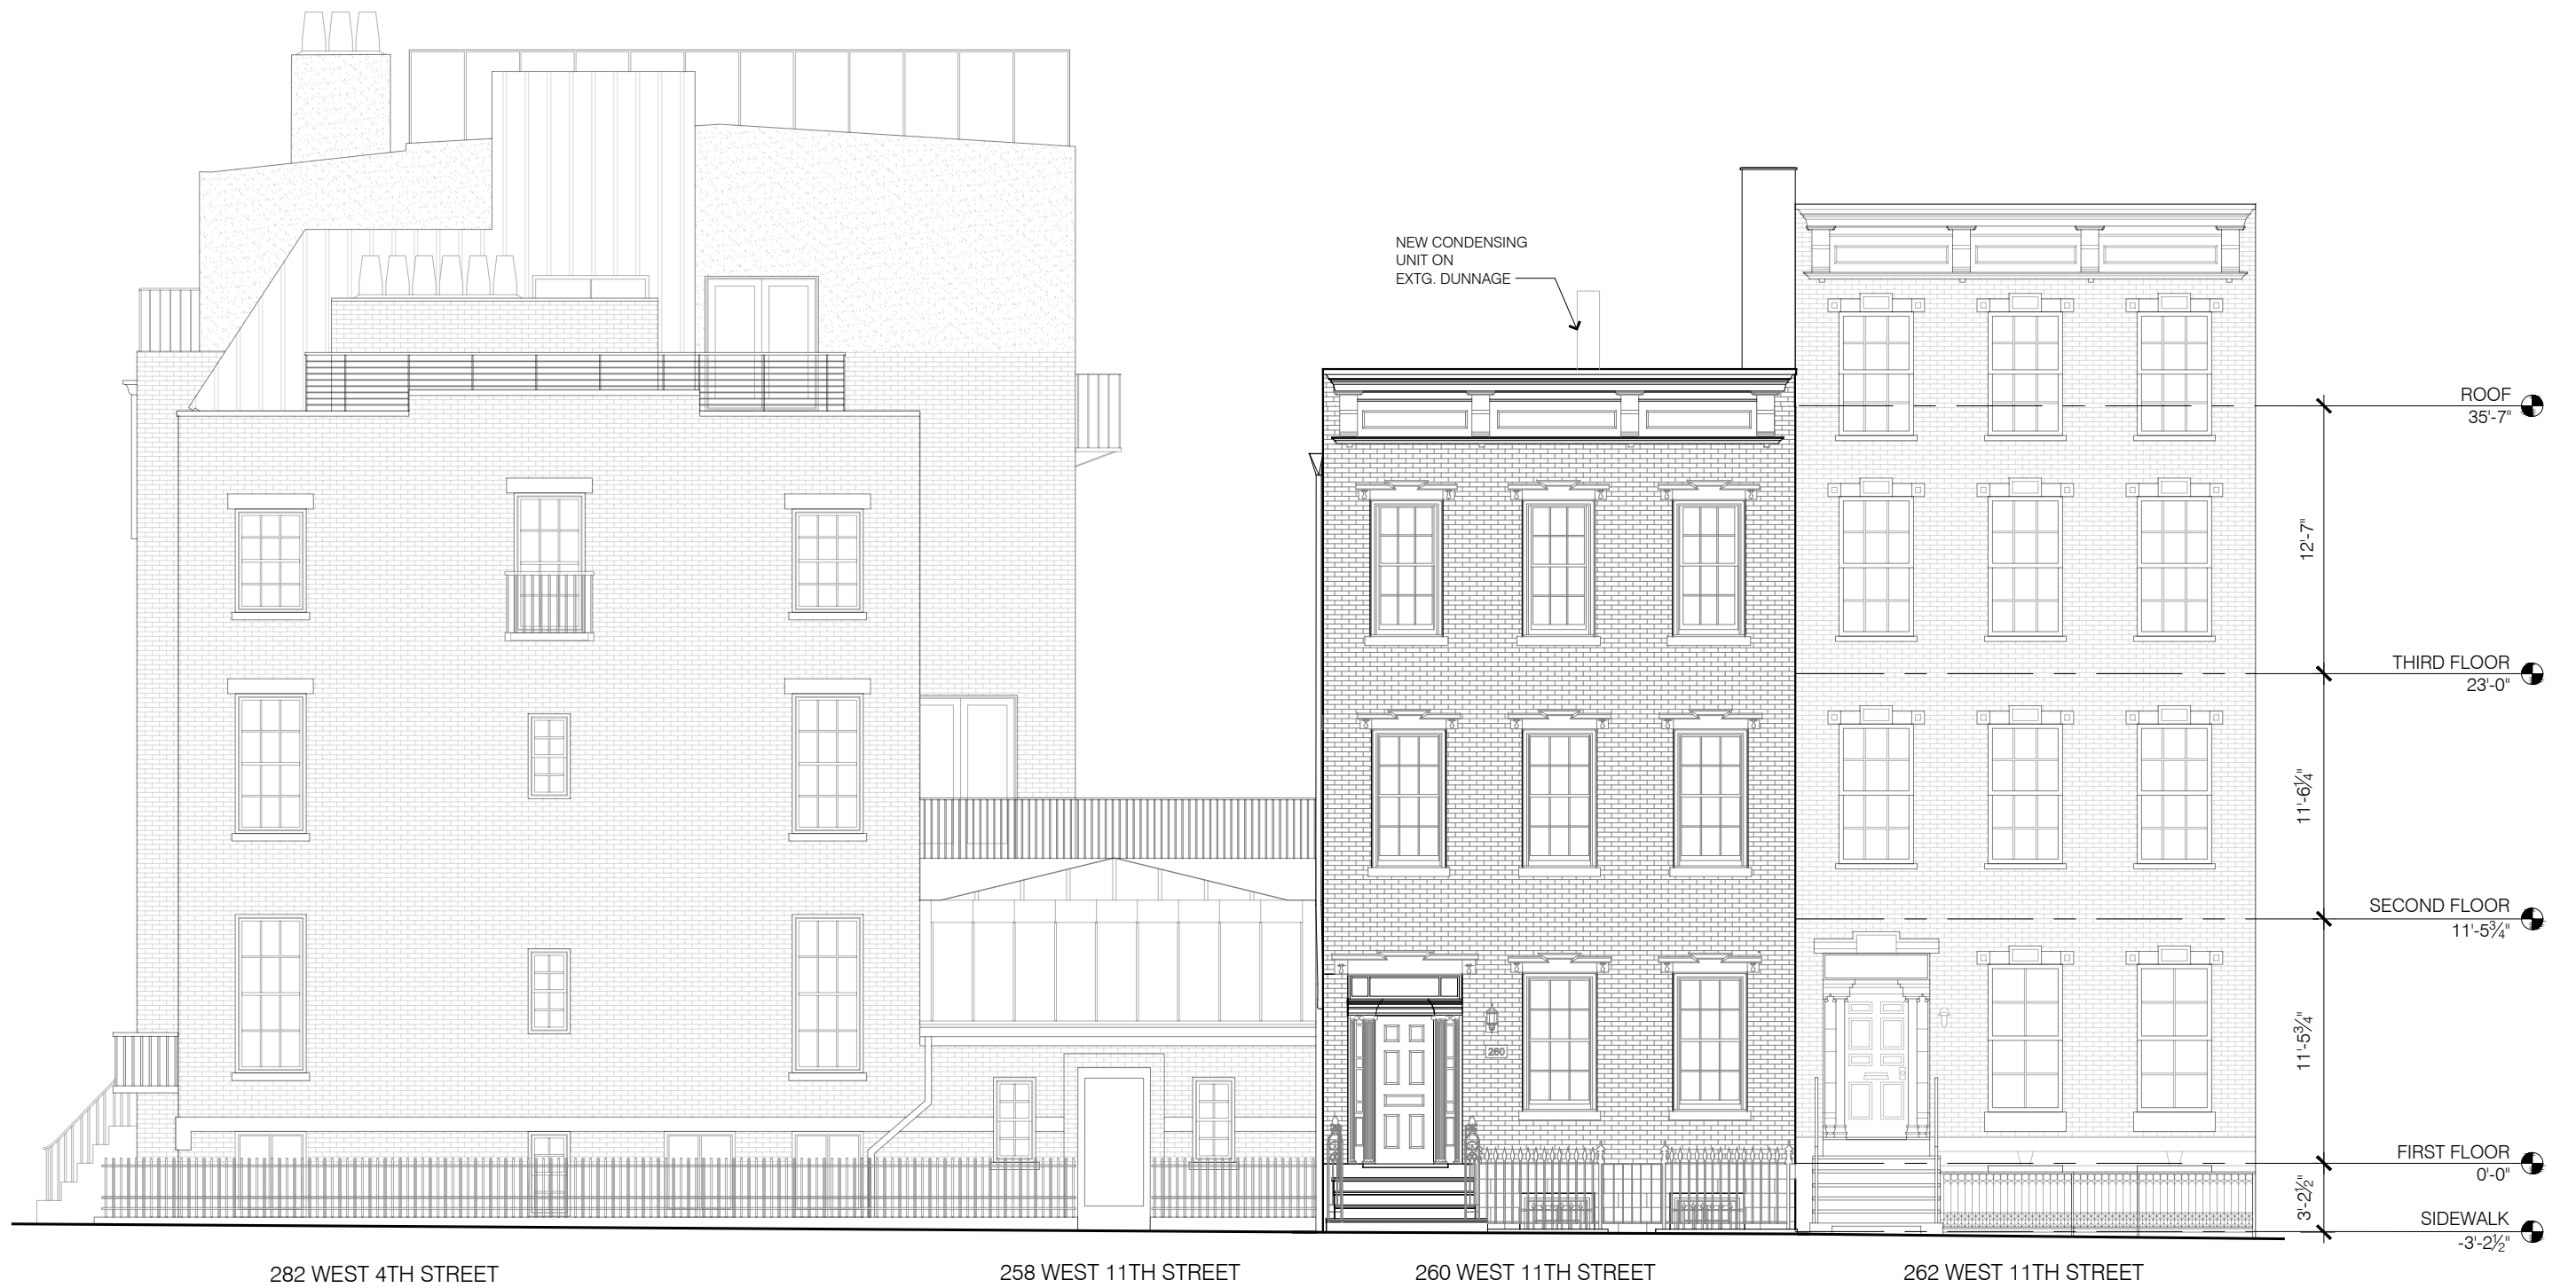 NEW CONDENSING
UNIT ON
EXTG. DUNNAGE
ROOF
35'-7"
12'-7"
THIRD FLOOR
23'-0"
11'-6¼"
SECOND FLOOR
11'-5¾"
11'-5¾"
260
FIRST FLOOR
0'-0"
3'-2½"
SIDEWALK
-3'-2½"
282 WEST 4TH STREET
258 WEST 11TH STREET
260 WEST 11TH STREET
262 WEST 11TH STREET